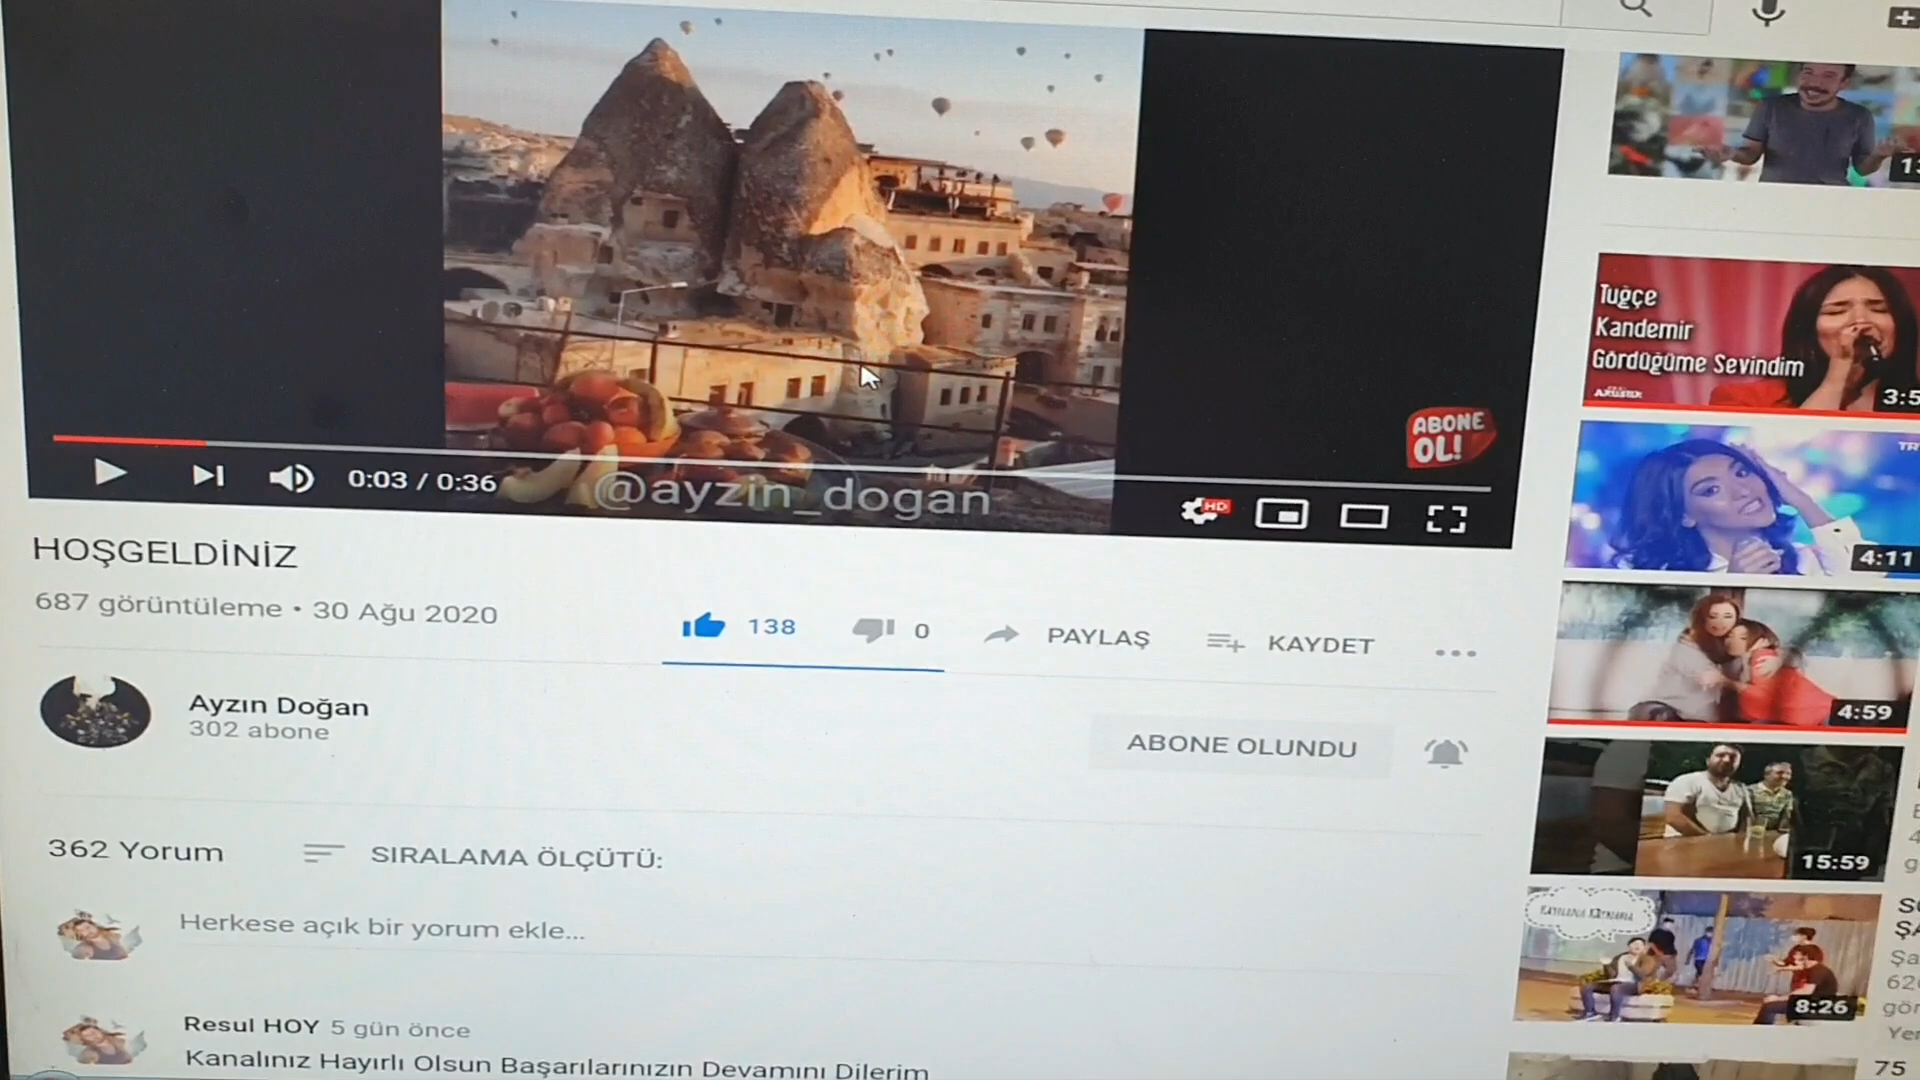 ABONE
OL!
0:03 / 0:36
@ayzin_dogan
HD
HOŞGELDİNİZ
687 görüntüleme • 30 Ağu 2020
138
0
PAYLAŞ
KAYDET
Ayzın Doğan
302 abone
ABONE OLUNDU
362 Yorum
SIRALAMA ÖLÇÜTÜ:
Herkese açık bir yorum ekle...
Resul HOY 5 gün önce
Kanalınız Hayırlı Olsun Başarılarınızın Devamını Dilerim
Tuğçe
Kandemir
Gördüğüme Sevindim
4:11
4:59
15:59
8:26
75